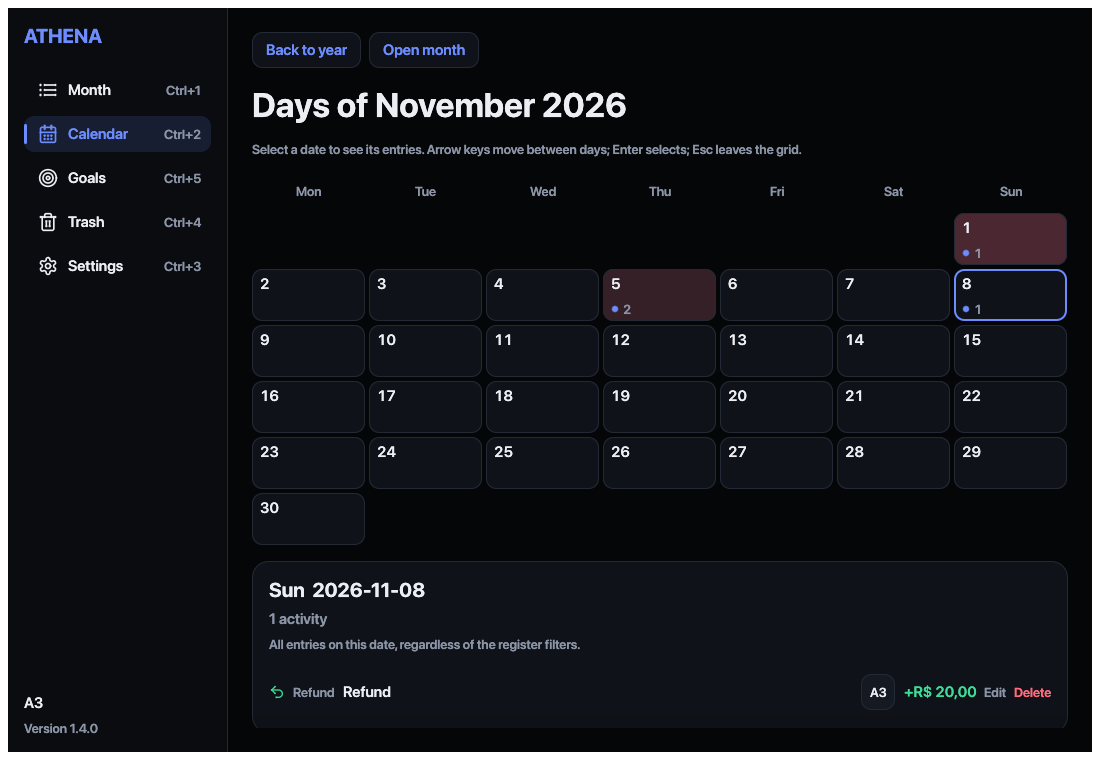 ATHENA
Month Ctrl+1
Calendar Ctrl+2
Goals Ctrl+5
Trash Ctrl+4
Settings Ctrl+3
A3
Version 1.4.0
Back to year Open month
Days of November 2026
Select a date to see its entries. Arrow keys move between days; Enter selects; Esc leaves the grid.
Mon Tue Wed Thu Fri Sat Sun
1
1
2 3 4 5 6 7 8
2 1
9 10 11 12 13 14 15
16 17 18 19 20 21 22
23 24 25 26 27 28 29
30
Sun 2026-11-08
1 activity
All entries on this date, regardless of the register filters.
Refund Refund A3 +R$ 20,00 Edit Delete